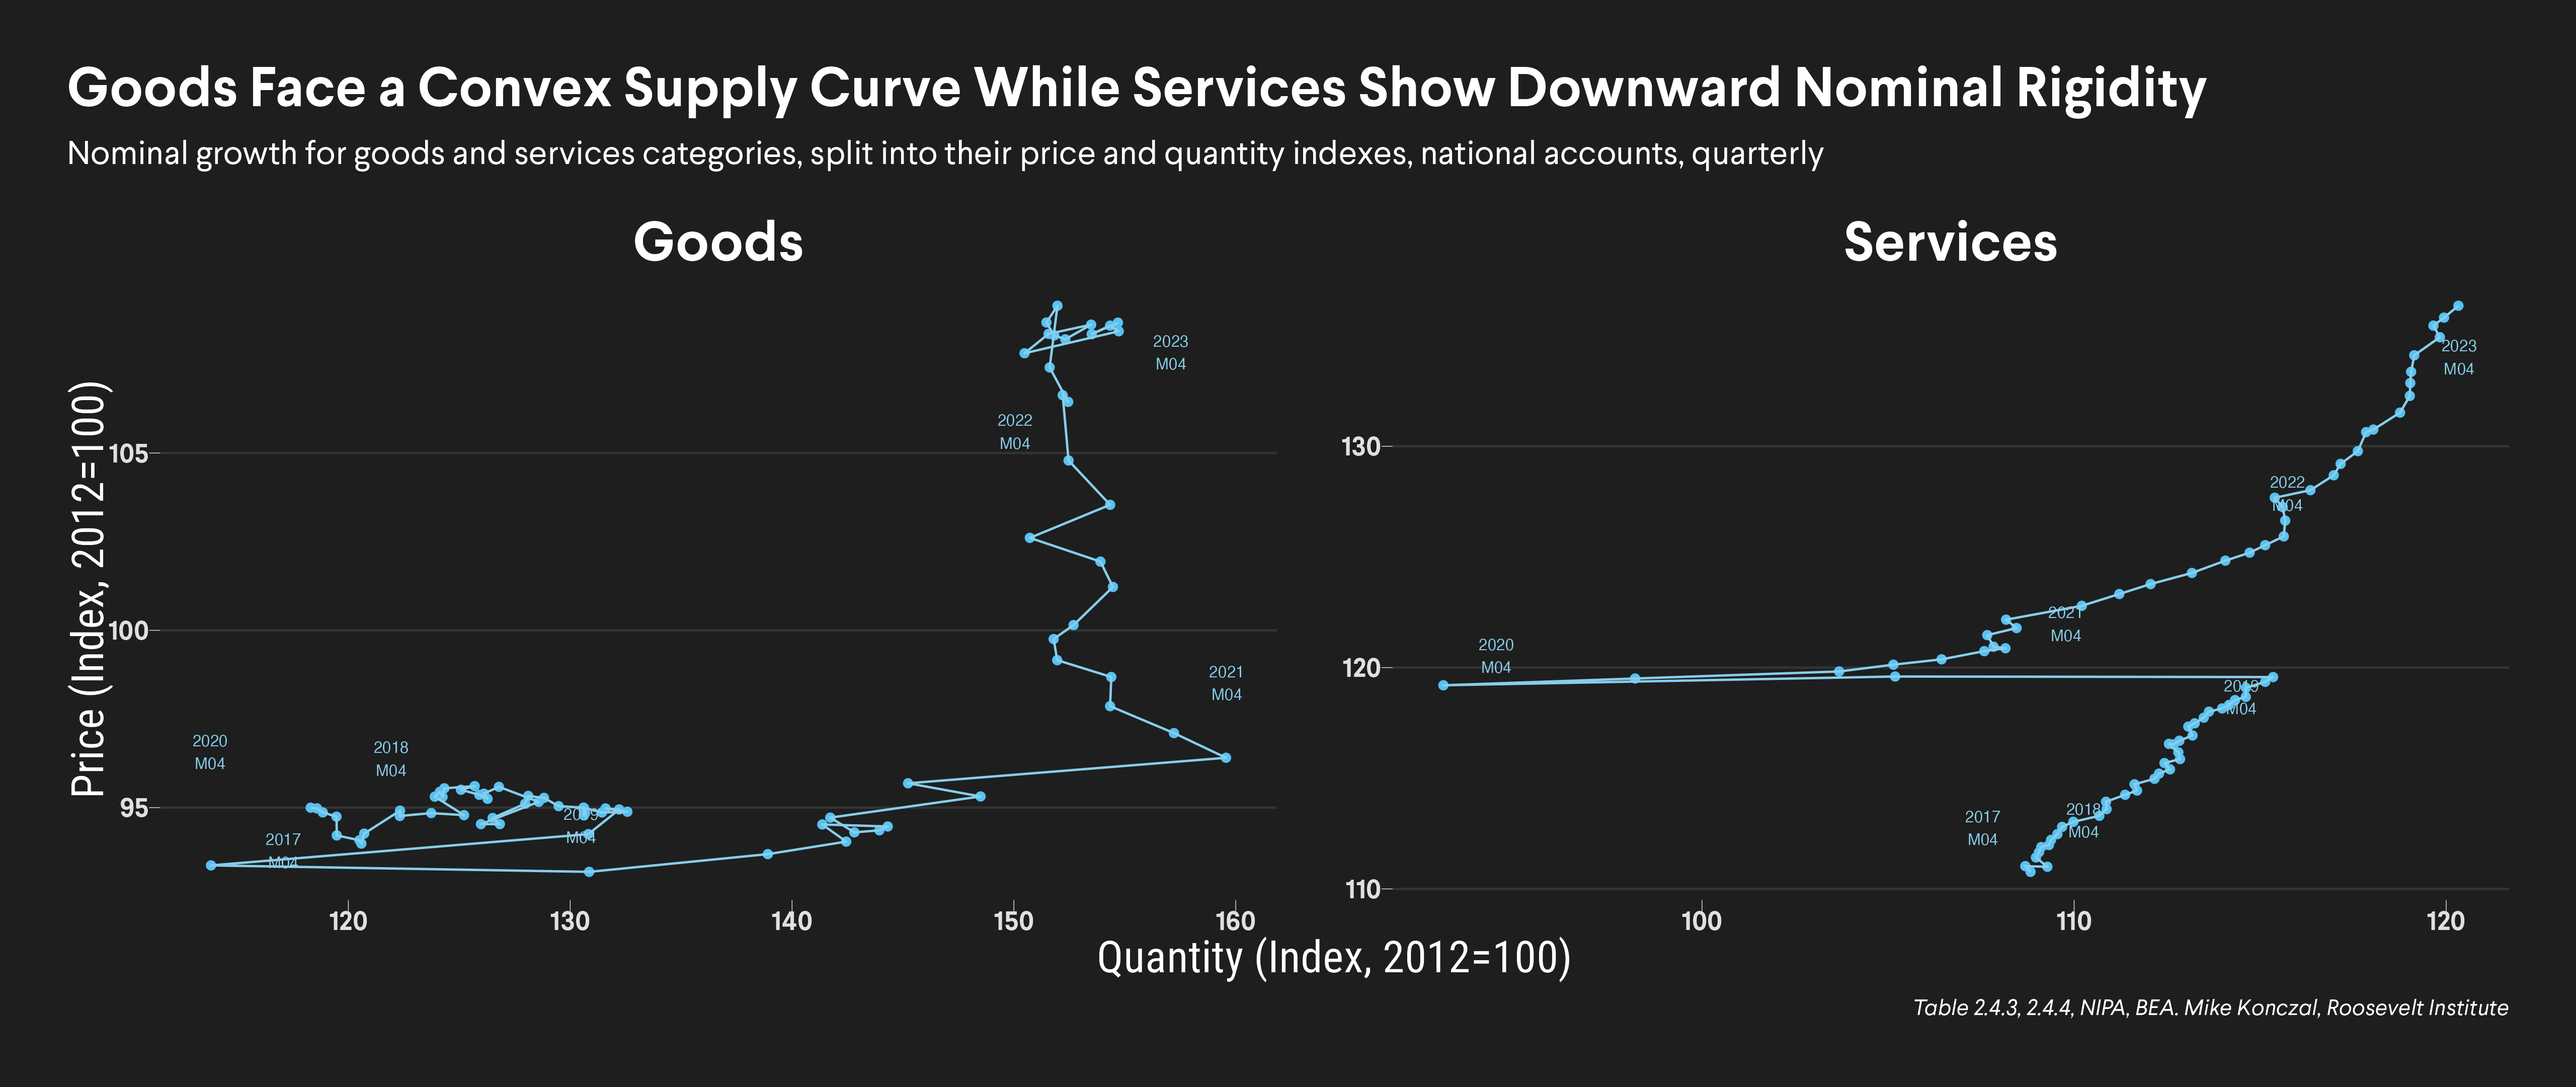 Goods Face a Convex Supply Curve While Services Show Downward Nominal Rigidity
Nominal growth for goods and services categories, split into their price and quantity indexes, national accounts, quarterly
Goods
Services
Price (Index, 2012=100)
105
100
95
2020
M04
2018
M04
2017
M04
2019
M04
2022
M04
2023
M04
2021
M04
120
130
140
150
160
130
120
110
2020
M04
2017
M04
2018
M04
2021
M04
2019
M04
2022
M04
2023
M04
100
110
120
Quantity (Index, 2012=100)
Table 2.4.3, 2.4.4, NIPA, BEA. Mike Konczal, Roosevelt Institute